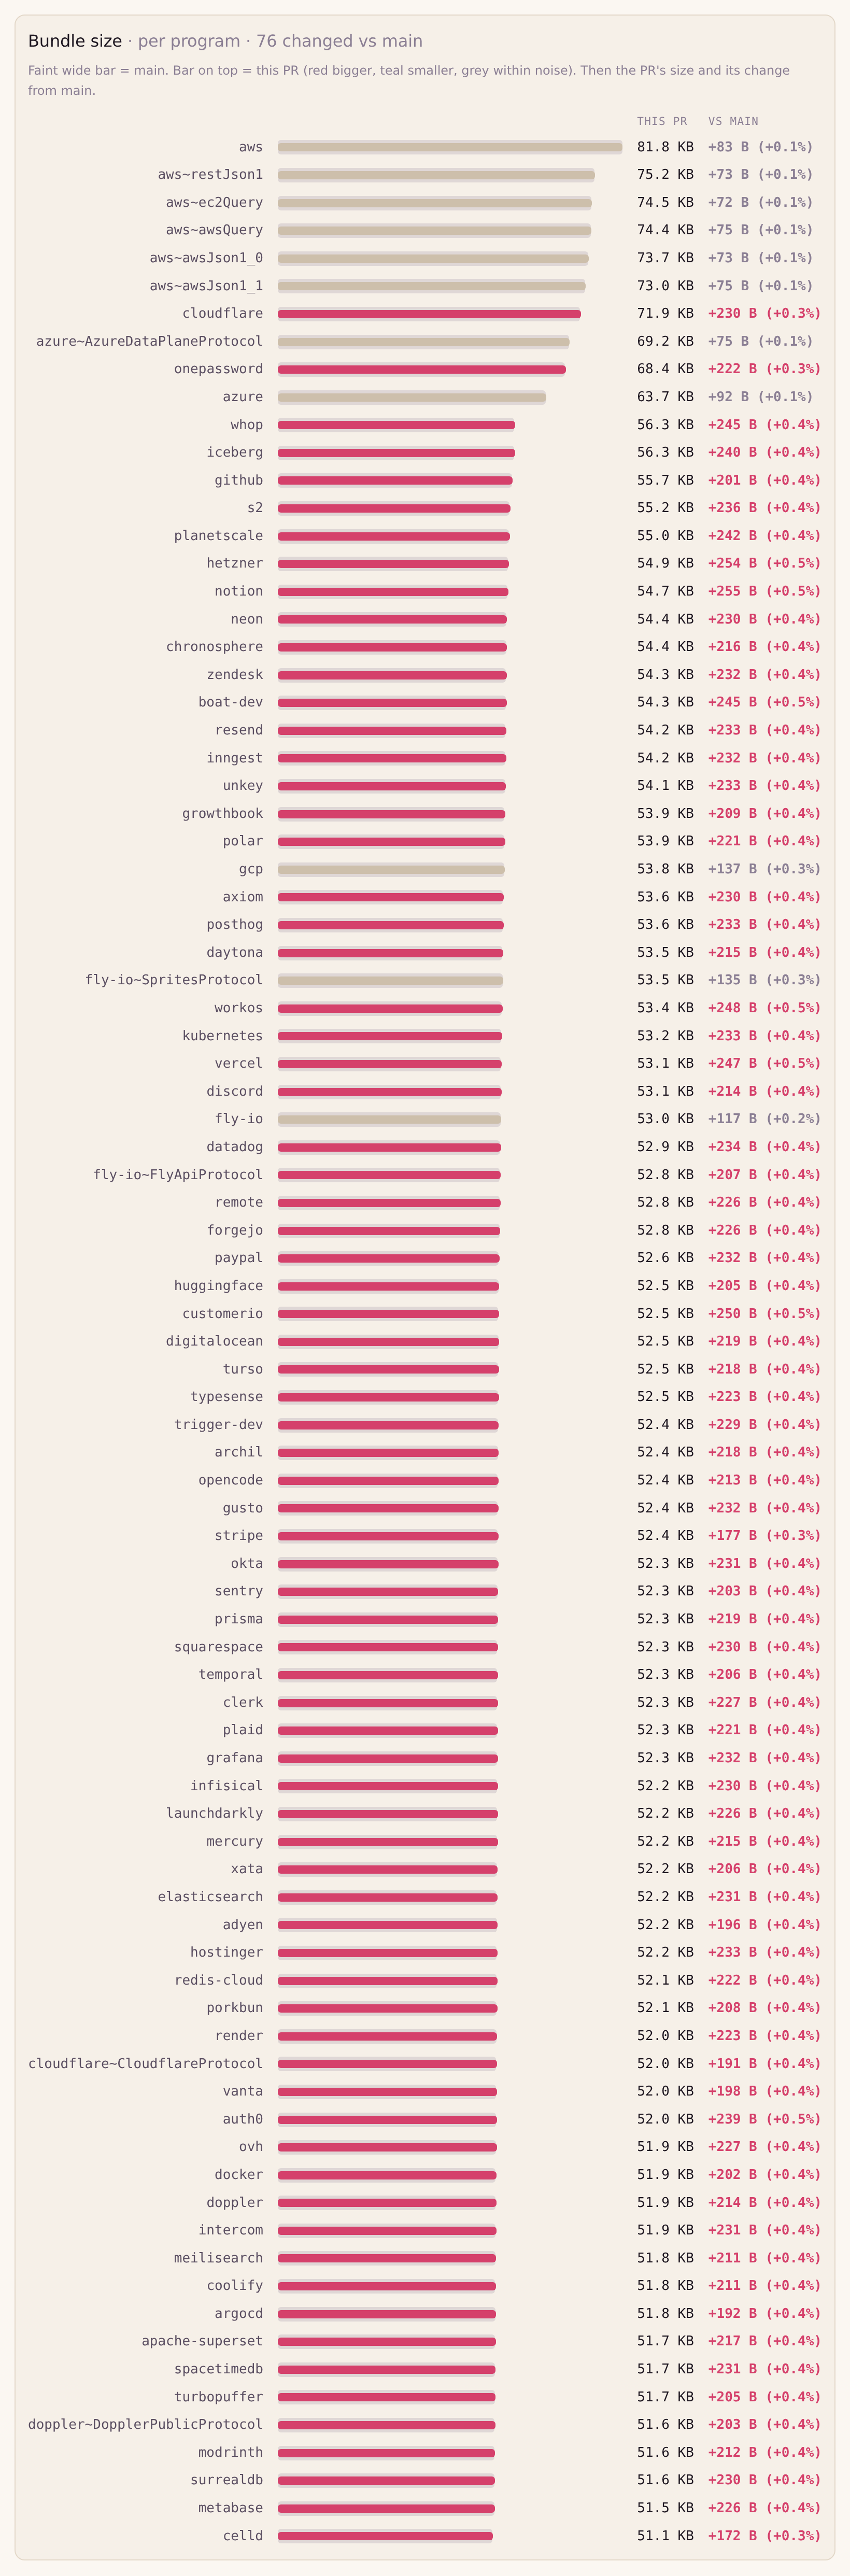 Bundle size · per program · 76 changed vs main
Faint wide bar = main. Bar on top = this PR (red bigger, teal smaller, grey within noise). Then the PR's size and its change
from main.
THIS PR VS MAIN
aws 81.8 KB +83 B (+0.1%)
aws~restJson1 75.2 KB +73 B (+0.1%)
aws~ec2Query 74.5 KB +72 B (+0.1%)
aws~awsQuery 74.4 KB +75 B (+0.1%)
aws~awsJson1_0 73.7 KB +73 B (+0.1%)
aws~awsJson1_1 73.0 KB +75 B (+0.1%)
cloudflare 71.9 KB +230 B (+0.3%)
azure~AzureDataPlaneProtocol 69.2 KB +75 B (+0.1%)
onepassword 68.4 KB +222 B (+0.3%)
azure 63.7 KB +92 B (+0.1%)
whop 56.3 KB +245 B (+0.4%)
iceberg 56.3 KB +240 B (+0.4%)
github 55.7 KB +201 B (+0.4%)
s2 55.2 KB +236 B (+0.4%)
planetscale 55.0 KB +242 B (+0.4%)
hetzner 54.9 KB +254 B (+0.5%)
notion 54.7 KB +255 B (+0.5%)
neon 54.4 KB +230 B (+0.4%)
chronosphere 54.4 KB +216 B (+0.4%)
zendesk 54.3 KB +232 B (+0.4%)
boat-dev 54.3 KB +245 B (+0.5%)
resend 54.2 KB +233 B (+0.4%)
inngest 54.2 KB +232 B (+0.4%)
unkey 54.1 KB +233 B (+0.4%)
growthbook 53.9 KB +209 B (+0.4%)
polar 53.9 KB +221 B (+0.4%)
gcp 53.8 KB +137 B (+0.3%)
axiom 53.6 KB +230 B (+0.4%)
posthog 53.6 KB +233 B (+0.4%)
daytona 53.5 KB +215 B (+0.4%)
fly-io~SpritesProtocol 53.5 KB +135 B (+0.3%)
workos 53.4 KB +248 B (+0.5%)
kubernetes 53.2 KB +233 B (+0.4%)
vercel 53.1 KB +247 B (+0.5%)
discord 53.1 KB +214 B (+0.4%)
fly-io 53.0 KB +117 B (+0.2%)
datadog 52.9 KB +234 B (+0.4%)
fly-io~FlyApiProtocol 52.8 KB +207 B (+0.4%)
remote 52.8 KB +226 B (+0.4%)
forgejo 52.8 KB +226 B (+0.4%)
paypal 52.6 KB +232 B (+0.4%)
huggingface 52.5 KB +205 B (+0.4%)
customerio 52.5 KB +250 B (+0.5%)
digitalocean 52.5 KB +219 B (+0.4%)
turso 52.5 KB +218 B (+0.4%)
typesense 52.5 KB +223 B (+0.4%)
trigger-dev 52.4 KB +229 B (+0.4%)
archil 52.4 KB +218 B (+0.4%)
opencode 52.4 KB +213 B (+0.4%)
gusto 52.4 KB +232 B (+0.4%)
stripe 52.4 KB +177 B (+0.3%)
okta 52.3 KB +231 B (+0.4%)
sentry 52.3 KB +203 B (+0.4%)
prisma 52.3 KB +219 B (+0.4%)
squarespace 52.3 KB +230 B (+0.4%)
temporal 52.3 KB +206 B (+0.4%)
clerk 52.3 KB +227 B (+0.4%)
plaid 52.3 KB +221 B (+0.4%)
grafana 52.3 KB +232 B (+0.4%)
infisical 52.2 KB +230 B (+0.4%)
launchdarkly 52.2 KB +226 B (+0.4%)
mercury 52.2 KB +215 B (+0.4%)
xata 52.2 KB +206 B (+0.4%)
elasticsearch 52.2 KB +231 B (+0.4%)
adyen 52.2 KB +196 B (+0.4%)
hostinger 52.2 KB +233 B (+0.4%)
redis-cloud 52.1 KB +222 B (+0.4%)
porkbun 52.1 KB +208 B (+0.4%)
render 52.0 KB +223 B (+0.4%)
cloudflare~CloudflareProtocol 52.0 KB +191 B (+0.4%)
vanta 52.0 KB +198 B (+0.4%)
auth0 52.0 KB +239 B (+0.5%)
ovh 51.9 KB +227 B (+0.4%)
docker 51.9 KB +202 B (+0.4%)
doppler 51.9 KB +214 B (+0.4%)
intercom 51.9 KB +231 B (+0.4%)
meilisearch 51.8 KB +211 B (+0.4%)
coolify 51.8 KB +211 B (+0.4%)
argocd 51.8 KB +192 B (+0.4%)
apache-superset 51.7 KB +217 B (+0.4%)
spacetimedb 51.7 KB +231 B (+0.4%)
turbopuffer 51.7 KB +205 B (+0.4%)
doppler~DopplerPublicProtocol 51.6 KB +203 B (+0.4%)
modrinth 51.6 KB +212 B (+0.4%)
surrealdb 51.6 KB +230 B (+0.4%)
metabase 51.5 KB +226 B (+0.4%)
celld 51.1 KB +172 B (+0.3%)